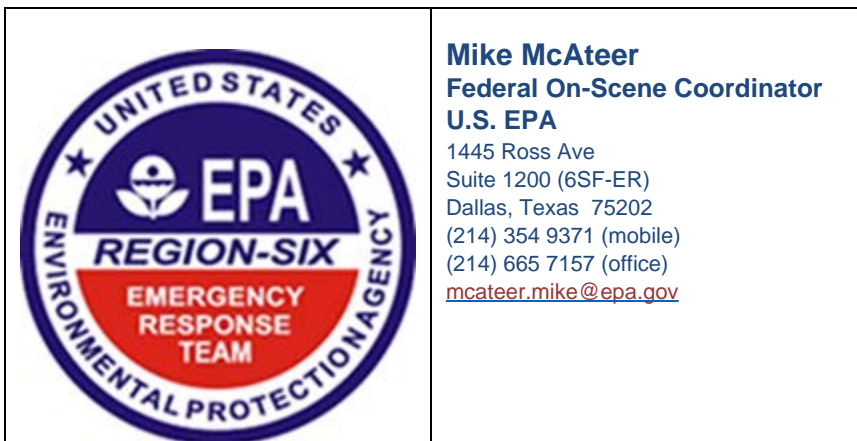 UNITED STATES
EPA
REGION-SIX
EMERGENCY
RESPONSE
TEAM
ENVIRONMENTAL PROTECTION AGENCY
Mike McAteer
Federal On-Scene Coordinator
U.S. EPA
1445 Ross Ave
Suite 1200 (6SF-ER)
Dallas, Texas  75202
(214) 354 9371 (mobile)
(214) 665 7157 (office)
mcateer.mike@epa.gov